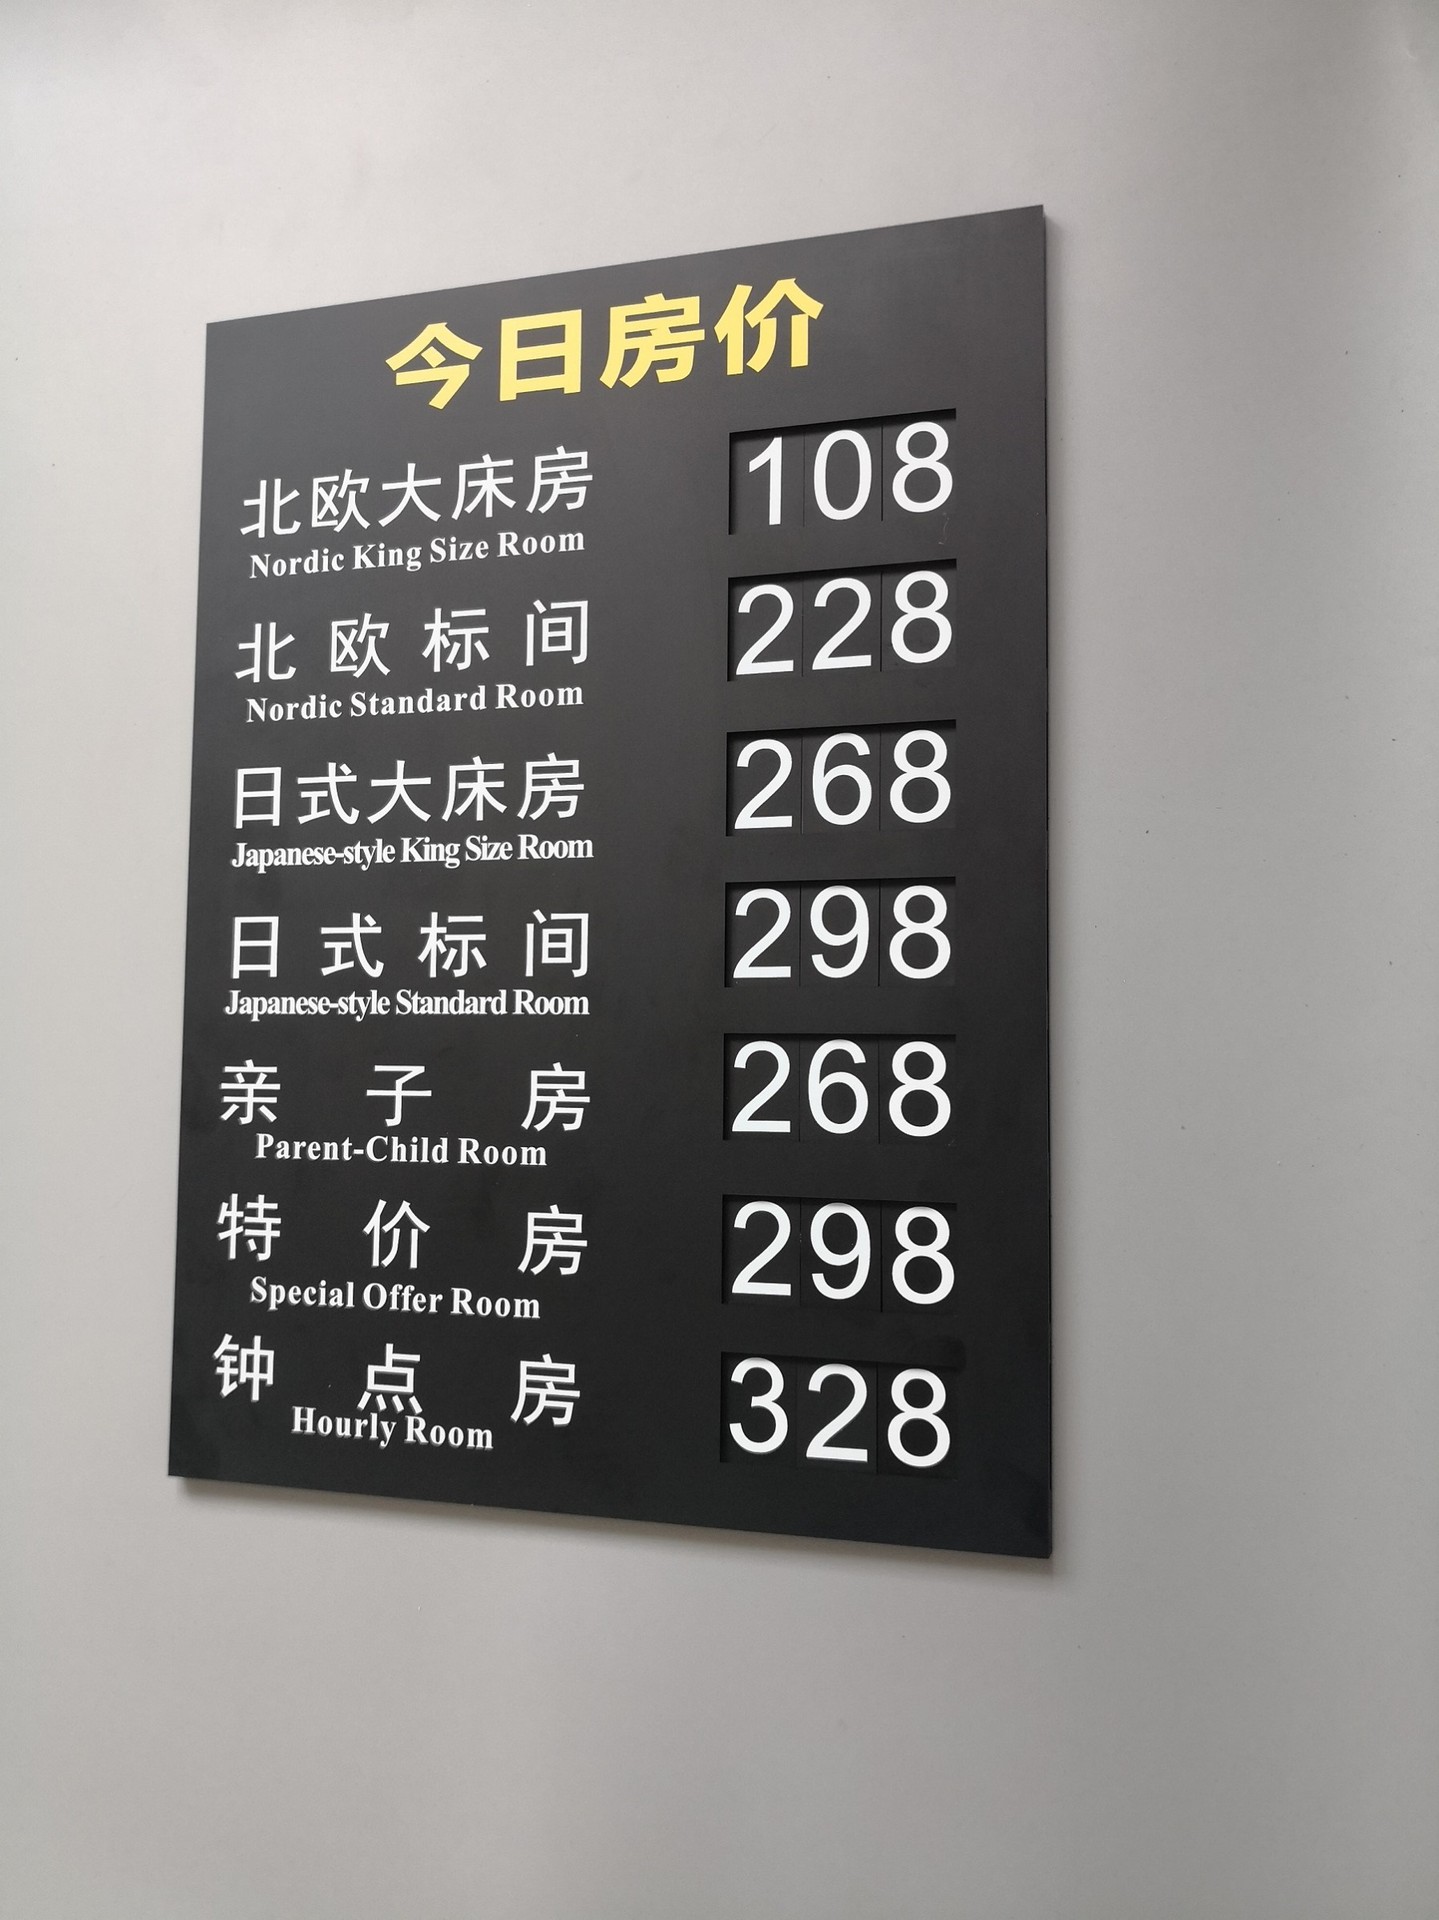 今日房价
北欧大床房 108
Nordic King Size Room
北欧标间 228
Nordic Standard Room
日式大床房 268
Japanese-style King Size Room
日式标间 298
Japanese-style Standard Room
亲子房 268
Parent-Child Room
特价房 298
Special Offer Room
钟点房 328
Hourly Room